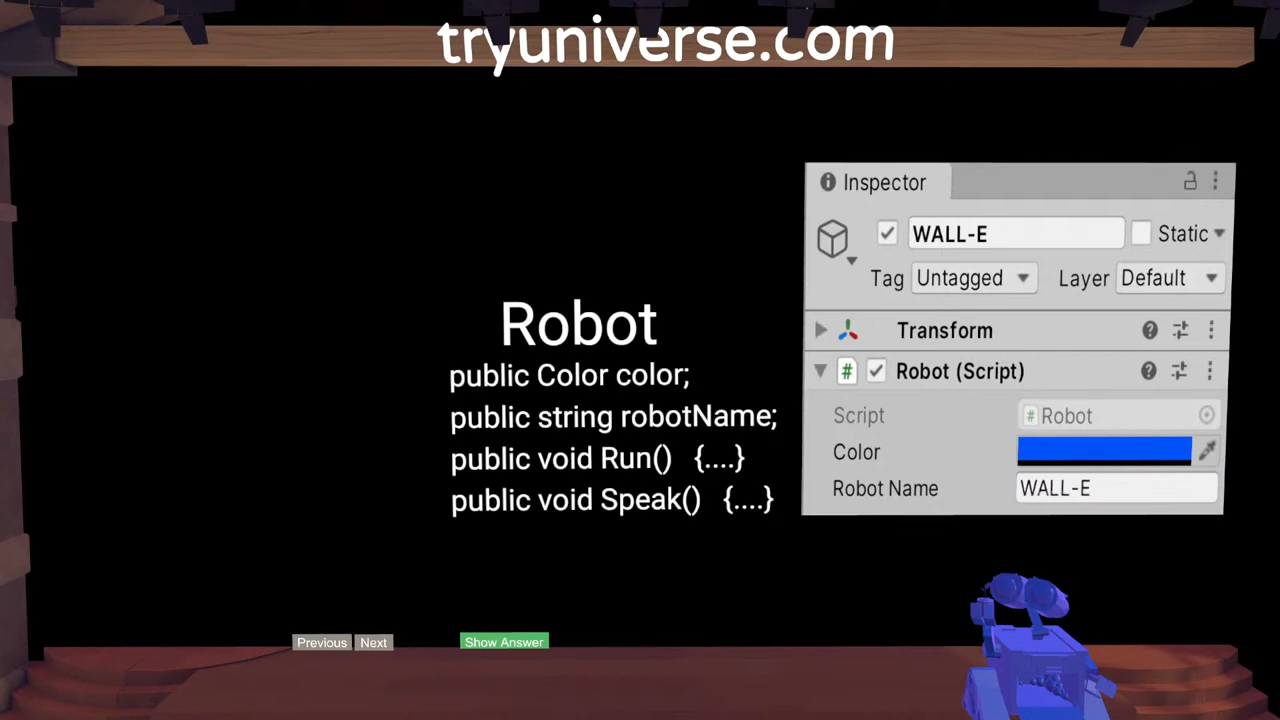 tryuniverse.com
Robot
public Color color;
public string robotName;
public void Run() {....}
public void Speak() {....}
Inspector
WALL-E
Static
Tag Untagged Layer Default
Transform
# Robot (Script)
Script # Robot
Color
Robot Name WALL-E
Previous Next Show Answer